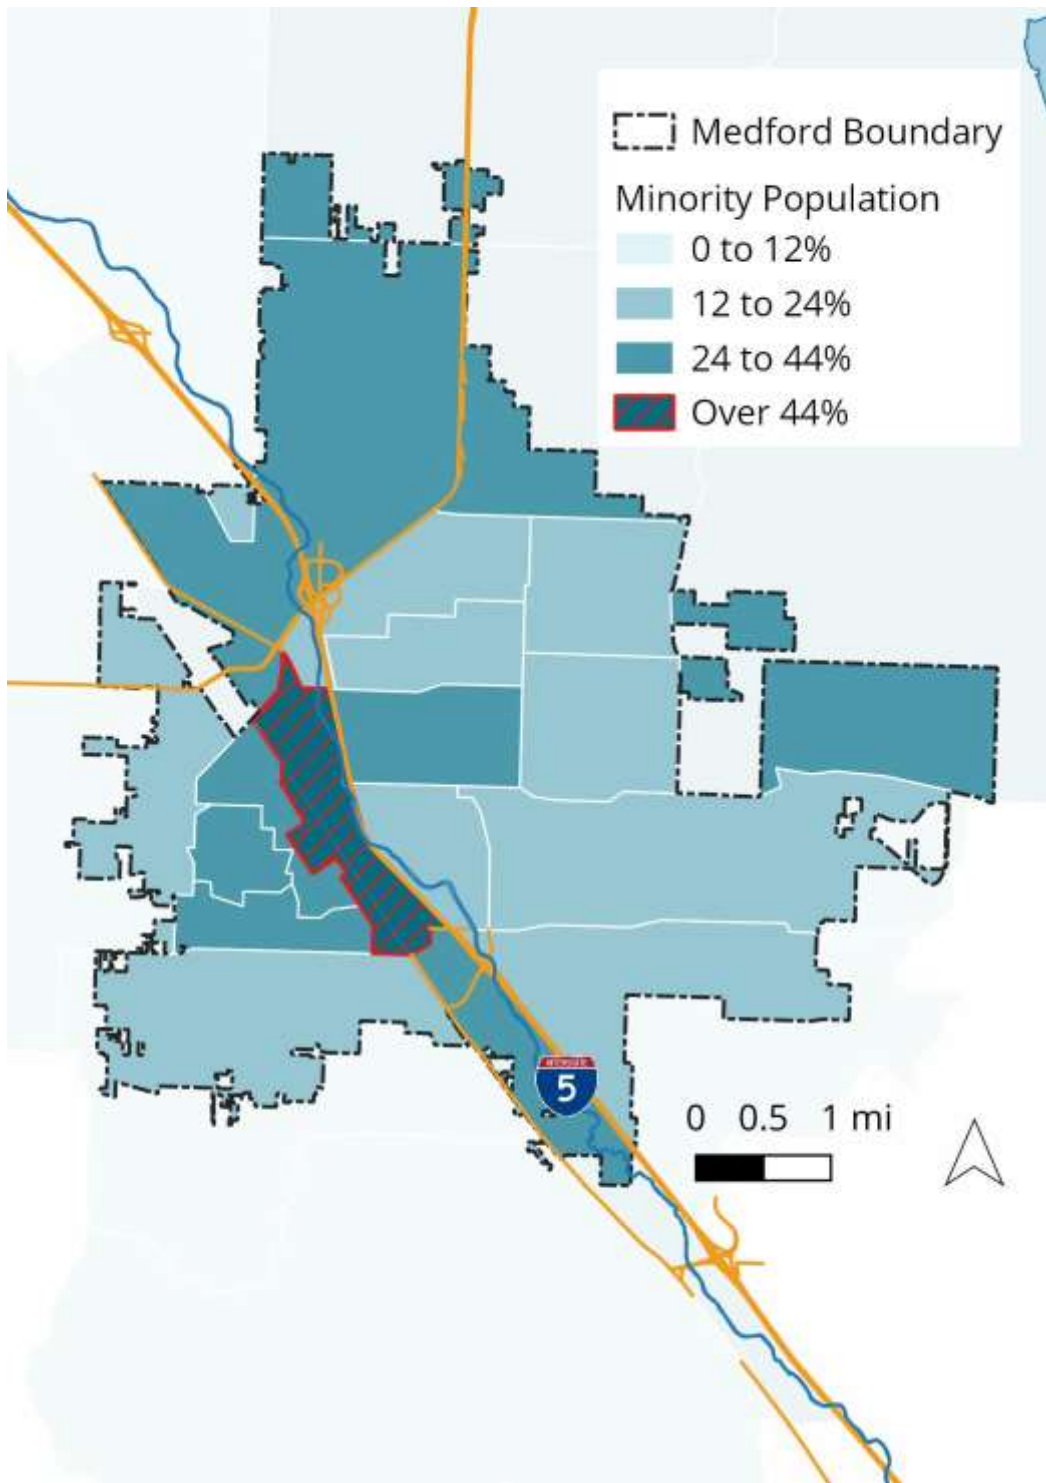 Medford Boundary
Minority Population
0 to 12%
12 to 24%
24 to 44%
Over 44%
INTERSTATE
5
0 0.5 1 mi